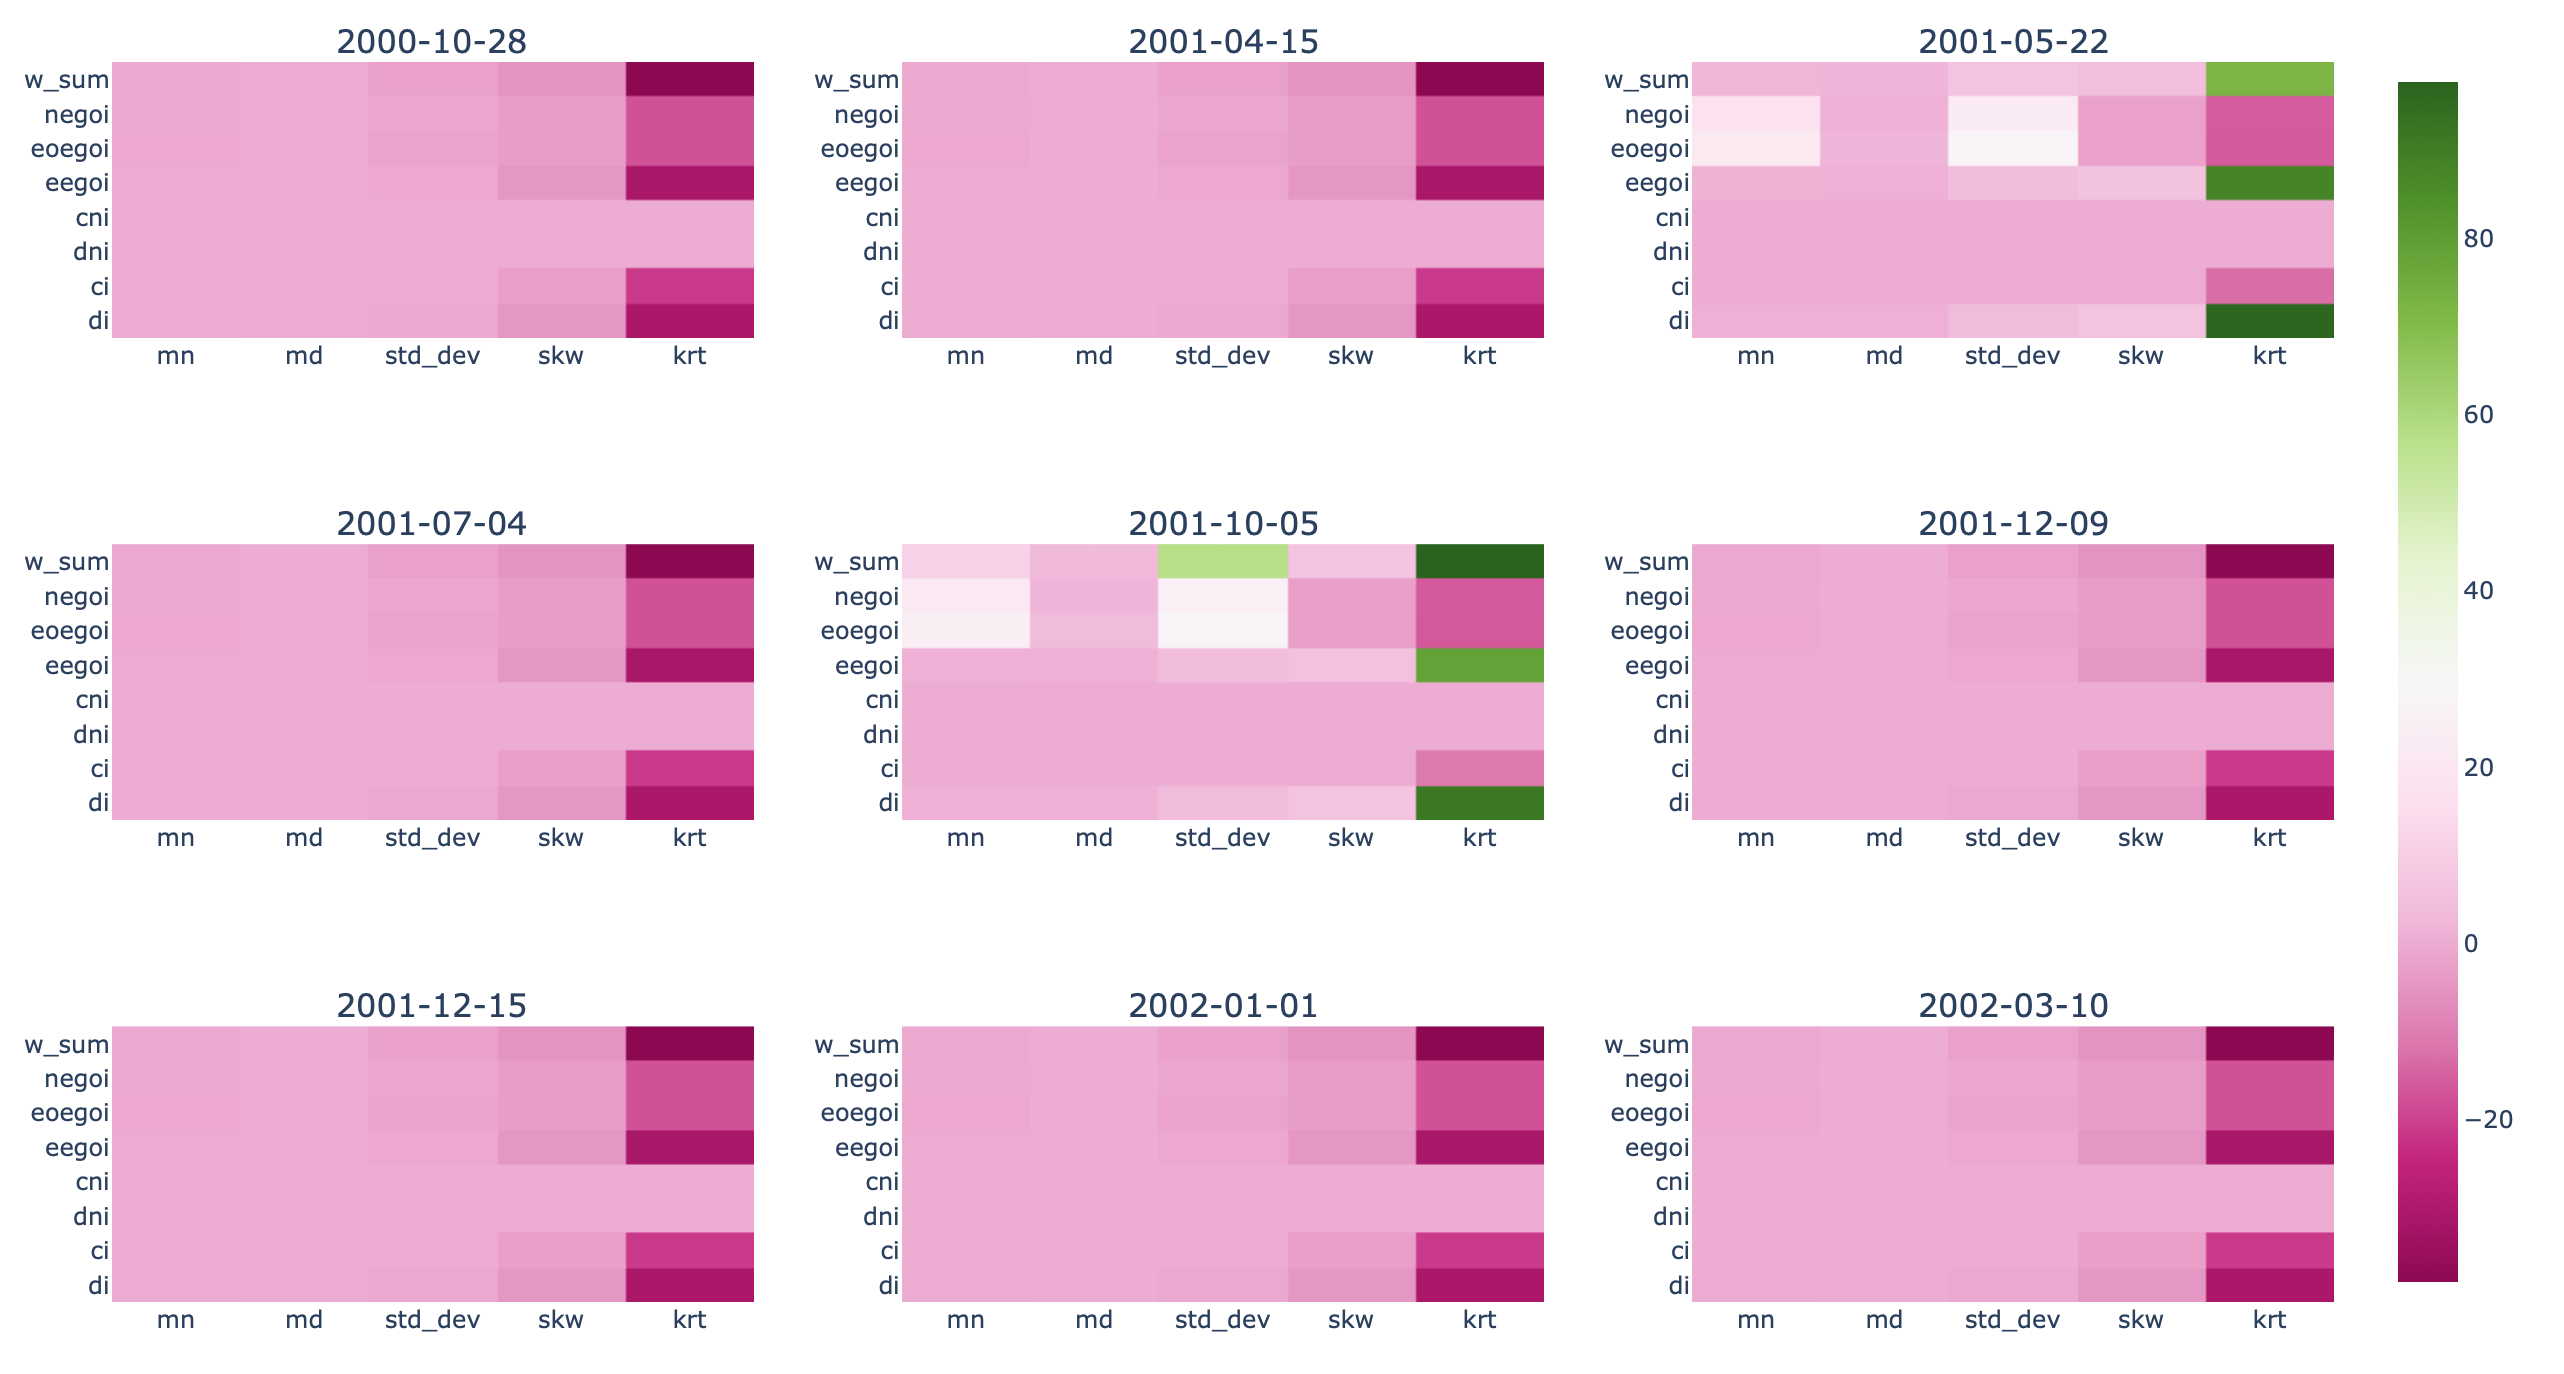 2000-10-28
w_sum
negoi
eoegoi
eegoi
cni
dni
ci
di
mn md std_dev skw krt
2001-04-15
w_sum
negoi
eoegoi
eegoi
cni
dni
ci
di
mn md std_dev skw krt
2001-05-22
w_sum
negoi
eoegoi
eegoi
cni
dni
ci
di
mn md std_dev skw krt
2001-07-04
w_sum
negoi
eoegoi
eegoi
cni
dni
ci
di
mn md std_dev skw krt
2001-10-05
w_sum
negoi
eoegoi
eegoi
cni
dni
ci
di
mn md std_dev skw krt
2001-12-09
w_sum
negoi
eoegoi
eegoi
cni
dni
ci
di
mn md std_dev skw krt
2001-12-15
w_sum
negoi
eoegoi
eegoi
cni
dni
ci
di
mn md std_dev skw krt
2002-01-01
w_sum
negoi
eoegoi
eegoi
cni
dni
ci
di
mn md std_dev skw krt
2002-03-10
w_sum
negoi
eoegoi
eegoi
cni
dni
ci
di
mn md std_dev skw krt
80
60
40
20
0
−20